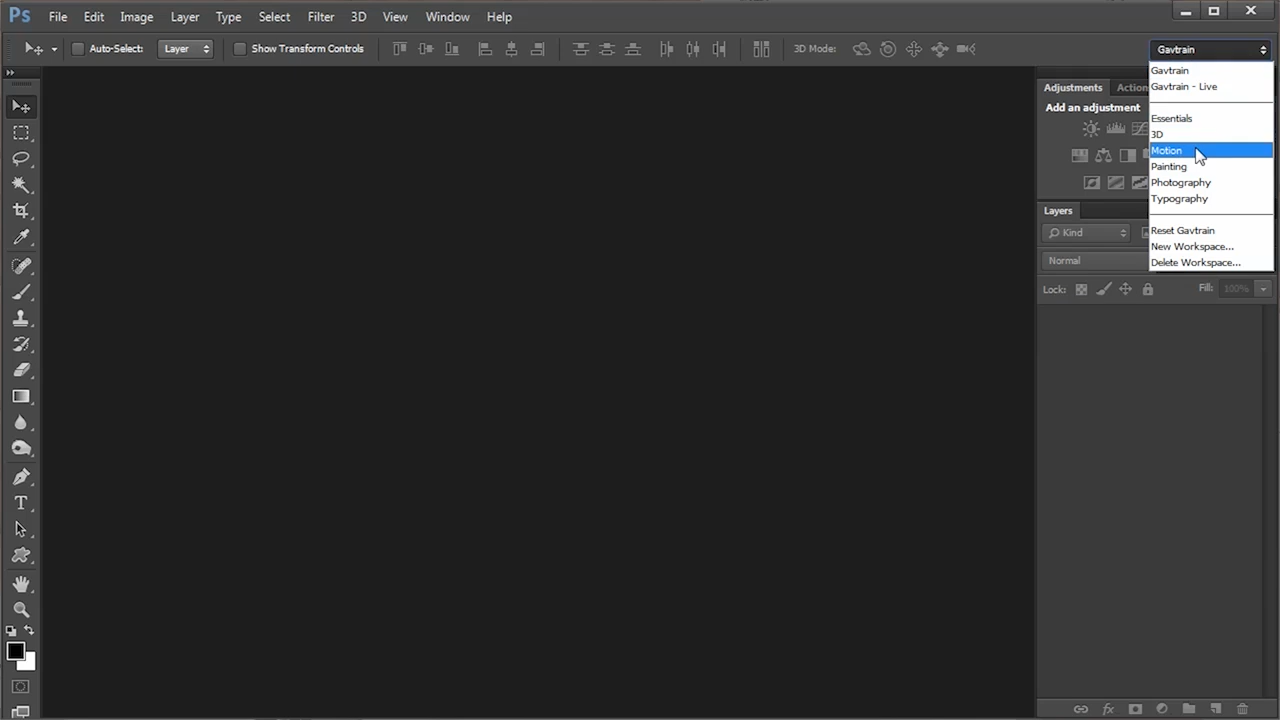 Ps File Edit Image Layer Type Select Filter 3D View Window Help
Auto-Select: Layer Show Transform Controls 3D Mode: Gavtrain
Gavtrain
Gavtrain - Live
Essentials
3D
Motion
Painting
Photography
Typography
Reset Gavtrain
New Workspace...
Delete Workspace...
Adjustments Action
Add an adjustment
Layers
Kind
Normal
Lock: Fill: 100%
T
fx